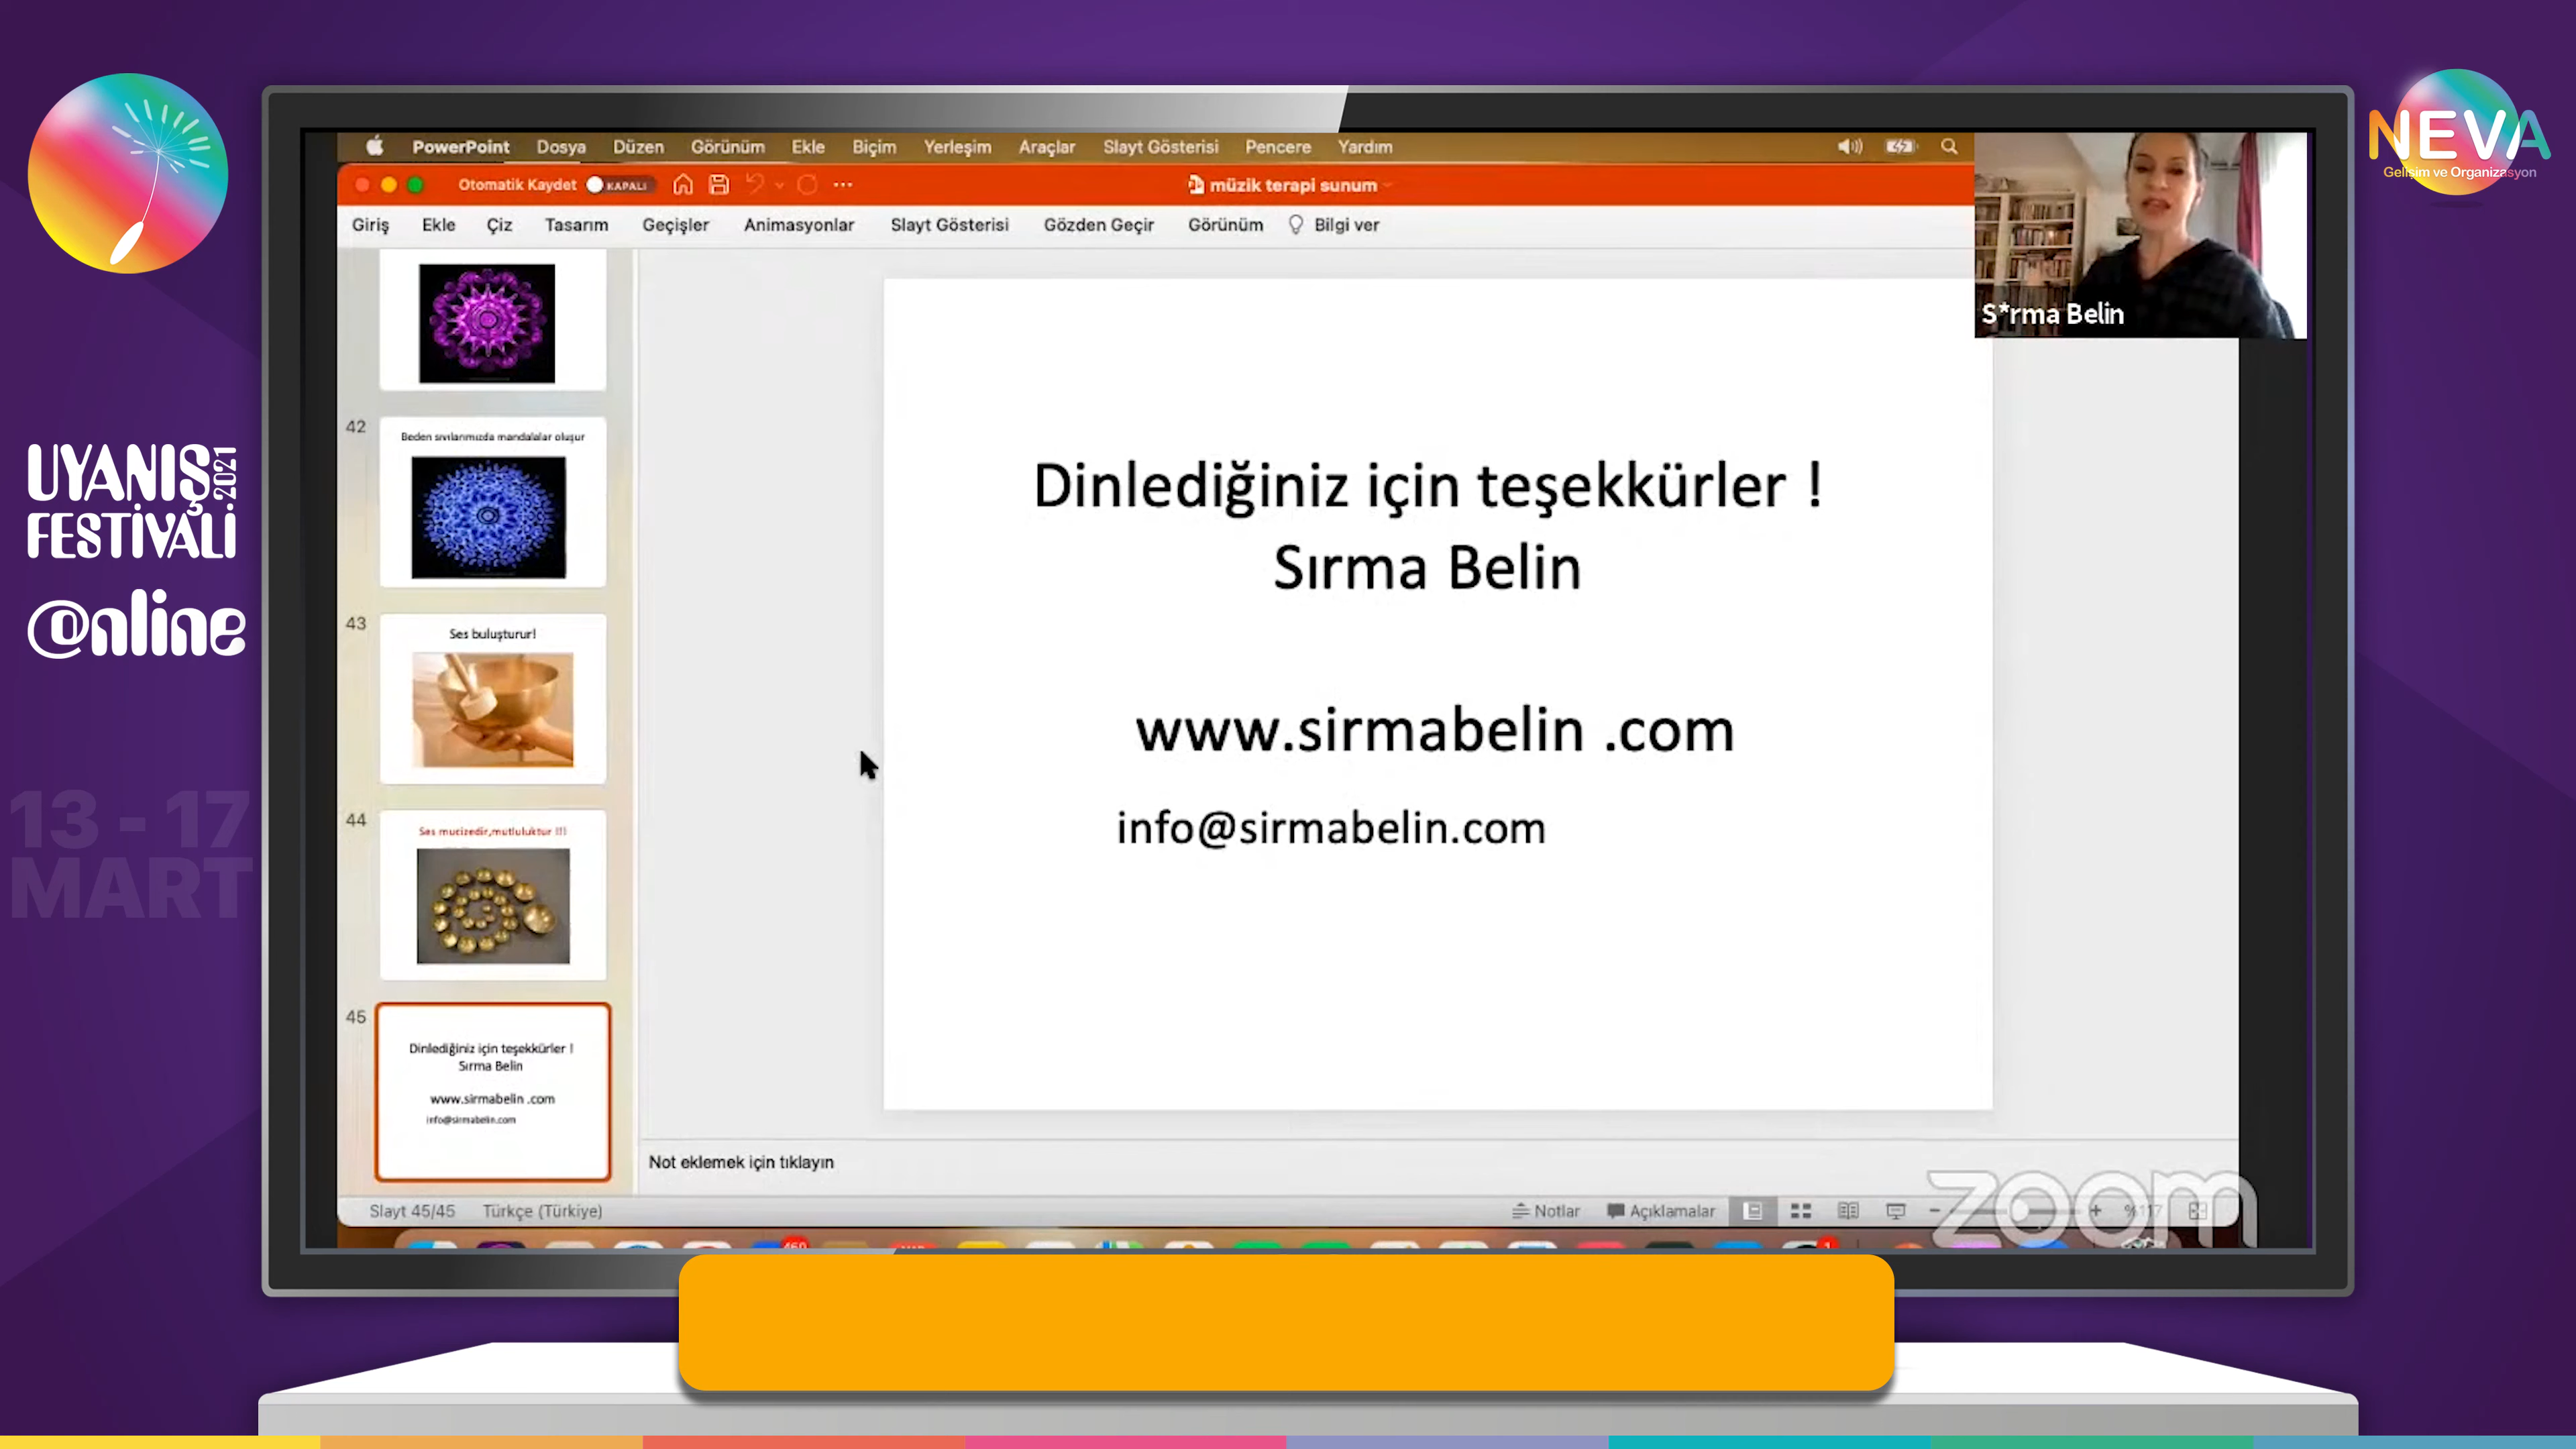 NEVA
Gelişim ve Organizasyon
UYANIŞ 2021
FESTİVALİ
@nline
13 - 17
MART
PowerPoint Dosya Düzen Görünüm Ekle Biçim Yerleşim Araçlar Slayt Gösterisi Pencere Yardım
Otomatik Kaydet KAPALI müzik terapi sunum
Giriş Ekle Çiz Tasarım Geçişler Animasyonlar Slayt Gösterisi Gözden Geçir Görünüm Bilgi ver
S*rma Belin
42
Beden sıvılarımızda mandalalar oluşur
43
Ses buluşturur!
44
Ses mucizedir,mutluluktur !!!
45
Dinlediğiniz için teşekkürler !
Sırma Belin
www.sirmabelin .com
info@sirmabelin.com
Dinlediğiniz için teşekkürler !
Sırma Belin
www.sirmabelin .com
info@sirmabelin.com
Not eklemek için tıklayın
Slayt 45/45 Türkçe (Türkiye) Notlar Açıklamalar %117
zoom